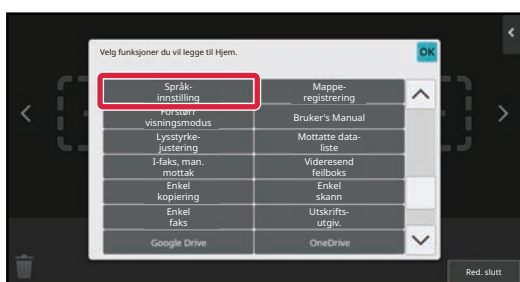 Velg funksjoner du vil legge til Hjem.
OK
Språk-
innstilling
Mappe-
registrering
Forstørr
visningsmodus
Bruker's Manual
Lysstyrke-
justering
Mottatte data-
liste
I-faks, man.
mottak
Videresend
feilboks
Enkel
kopiering
Enkel
skann
Enkel
faks
Utskrifts-
utgiv.
Google Drive
OneDrive
Red. slutt